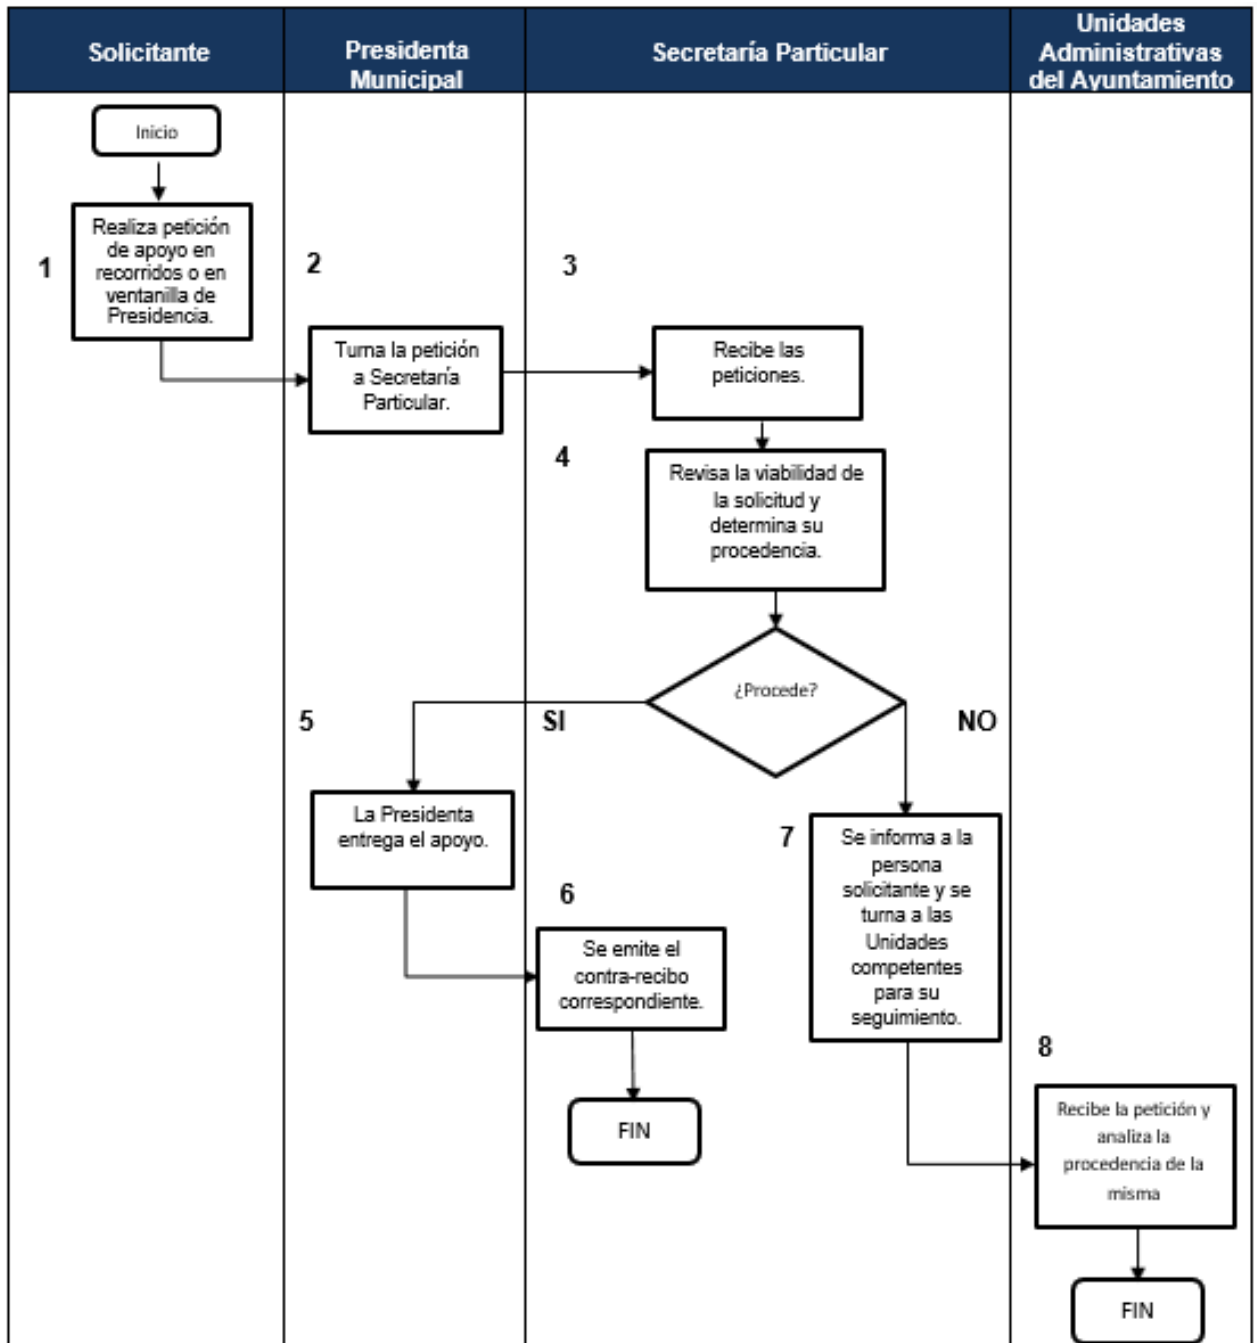 Solicitante
Presidenta
Municipal
Secretaría Particular
Unidades
Administrativas
del Ayuntamiento
Inicio
1
Realiza petición
de apoyo en
recorridos o en
ventanilla de
Presidencia.
2
Turna la petición
a Secretaría
Particular.
3
Recibe las
peticiones.
4
Revisa la viabilidad de
la solicitud y
determina su
procedencia.
¿Procede?
SI
NO
5
La Presidenta
entrega el apoyo.
6
Se emite el
contra-recibo
correspondiente.
FIN
7
Se informa a la
persona
solicitante y se
turna a las
Unidades
competentes
para su
seguimiento.
8
Recibe la petición y
analiza la
procedencia de la
misma
FIN